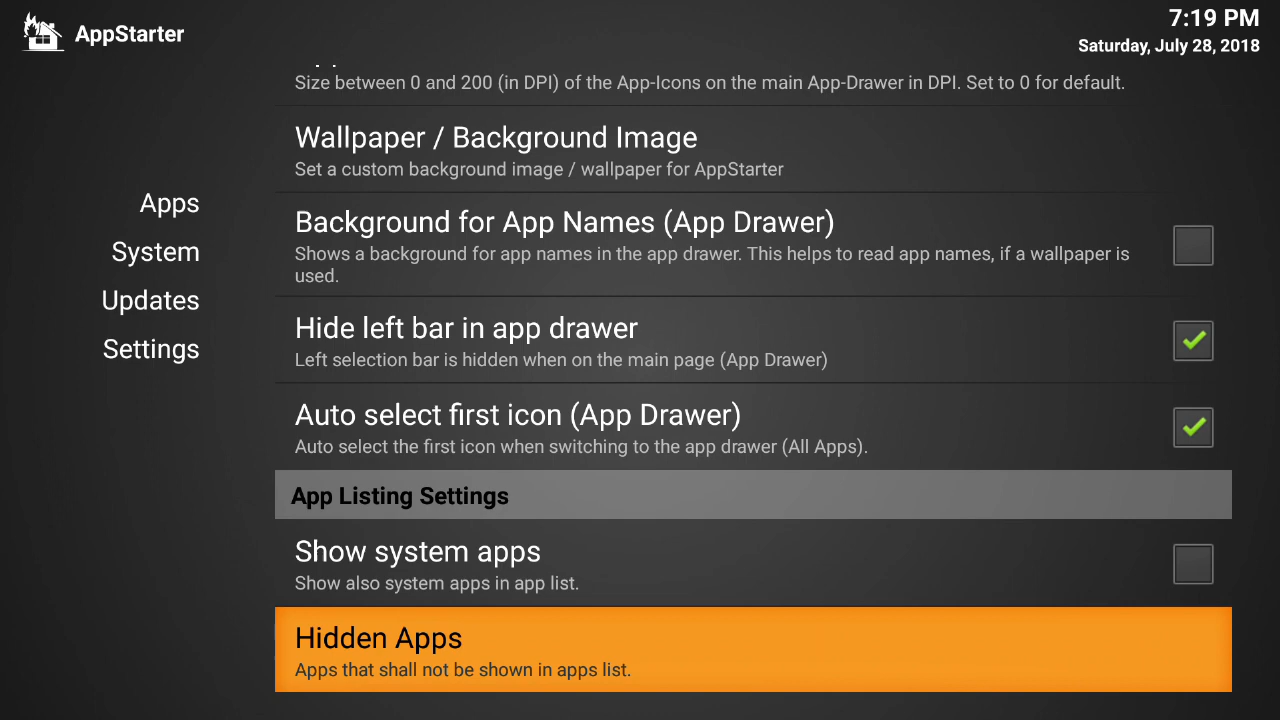 AppStarter
7:19 PM
Saturday, July 28, 2018
Apps
System
Updates
Settings
Size between 0 and 200 (in DPI) of the App-Icons on the main App-Drawer in DPI. Set to 0 for default.
Wallpaper / Background Image
Set a custom background image / wallpaper for AppStarter
Background for App Names (App Drawer)
Shows a background for app names in the app drawer. This helps to read app names, if a wallpaper is
used.
Hide left bar in app drawer
Left selection bar is hidden when on the main page (App Drawer)
Auto select first icon (App Drawer)
Auto select the first icon when switching to the app drawer (All Apps).
App Listing Settings
Show system apps
Show also system apps in app list.
Hidden Apps
Apps that shall not be shown in apps list.